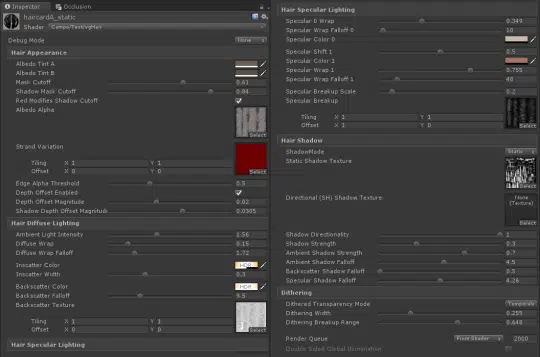 Inspector
Occlusion
haircardA_static
Shader
Debug Mode
None
Hair Appearance
Albedo Tint A
Albedo Tint B
Mask Cutoff 0.61
Shadow Mask Cutoff 0.84
Red Modifies Shadow Cutoff
Albedo Alpha
Select
Strand Variation
Tiling X 1 Y 1
Offset X 0 Y 0
Select
Edge Alpha Threshold 0.5
Depth Offset Enabled
Depth Offset Magnitude 0.02
Shadow Depth Offset Magnitude 0.0305
Hair Diffuse Lighting
Ambient Light Intensity 1.56
Diffuse Wrap 0.15
Diffuse Wrap Falloff 1.72
Inscatter Color HDR
Inscatter Width 0.3
Backscatter Color HDR
Backscatter Falloff 9.5
Backscatter Texture
Tiling X 1 Y 1
Offset X 0 Y 0
Select
Hair Specular Lighting
Hair Specular Lighting
Specular 0 Wrap 0.349
Specular Wrap Falloff 0 10
Specular Color 0
Specular Shift 1 0.5
Specular Color 1
Specular Wrap 1 0.755
Specular Wrap Falloff 1 40
Specular Breakup Scale 0.2
Specular Breakup
Tiling X 1 Y 1
Offset X 0 Y 0
Select
Hair Shadow
ShadowMode Static
Static Shadow Texture
Select
Directional (SH) Shadow Texture
None
(Texture)
Select
Shadow Directionality 1
Shadow Strength 0.3
Ambient Shadow Strength 0.7
Ambient Shadow Falloff 4.5
Backscatter Shadow Falloff 0.5
Specular Shadow Falloff 4.26
Dithering
Dithered Transparency Mode Temporal
Dithering Width 0.255
Dithering Breakup Range 0.648
Render Queue From Shader 2000
Double Sided Global Illumination